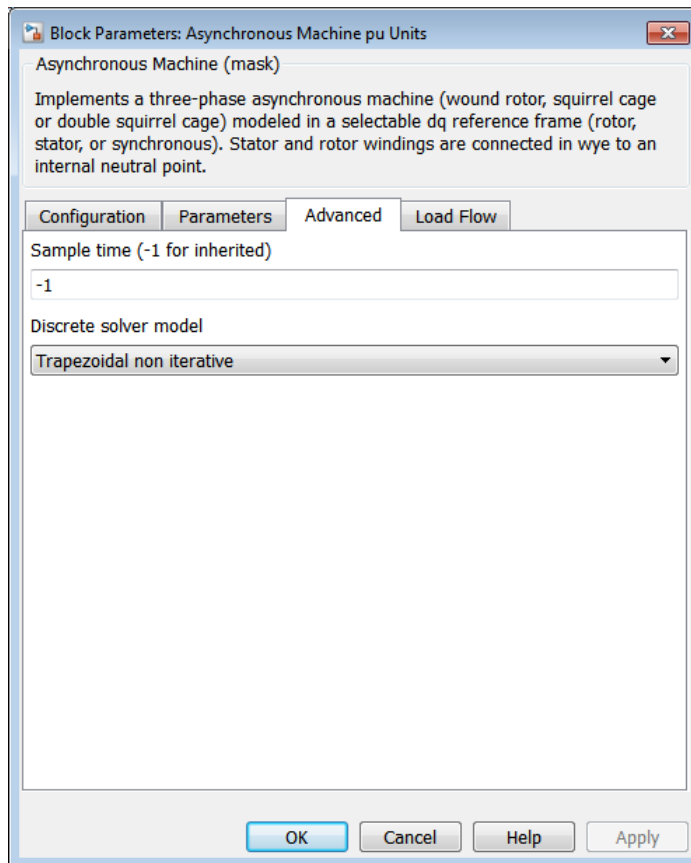 Block Parameters: Asynchronous Machine pu Units
Asynchronous Machine (mask)
Implements a three-phase asynchronous machine (wound rotor, squirrel cage
or double squirrel cage) modeled in a selectable dq reference frame (rotor,
stator, or synchronous). Stator and rotor windings are connected in wye to an
internal neutral point.
Configuration Parameters Advanced Load Flow
Sample time (-1 for inherited)
-1
Discrete solver model
Trapezoidal non iterative
OK Cancel Help Apply